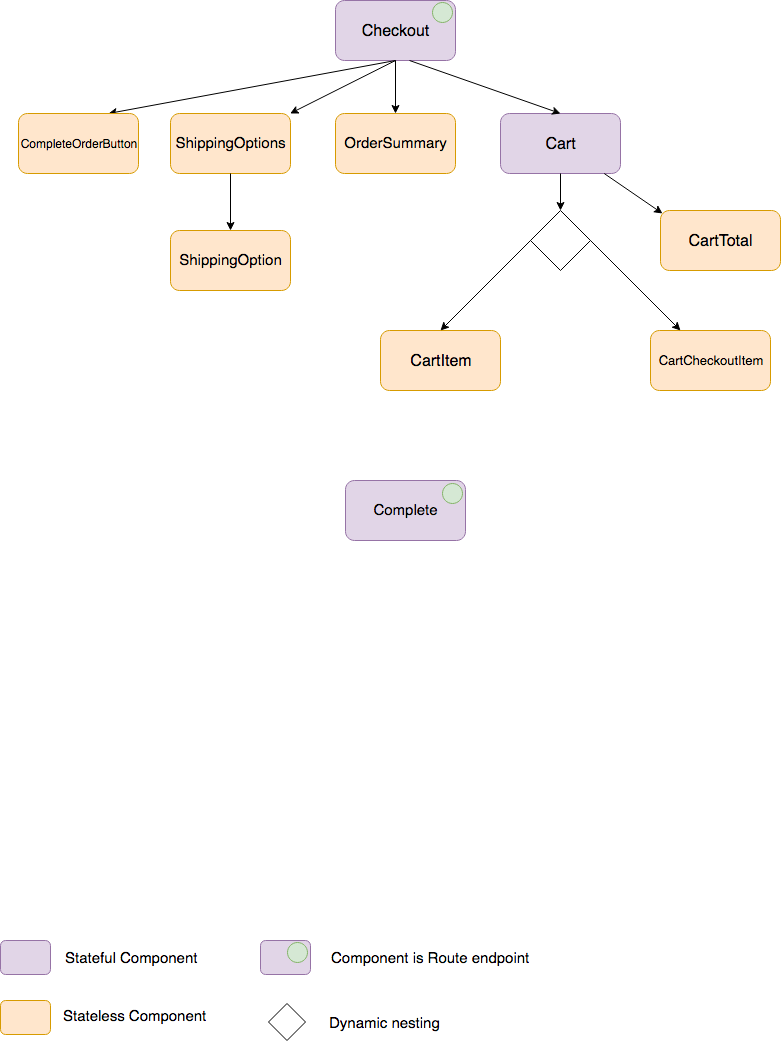 Checkout
CompleteOrderButton
ShippingOptions
OrderSummary
Cart
CartTotal
ShippingOption
CartItem
CartCheckoutItem
Complete
Stateful Component
Component is Route endpoint
Stateless Component
Dynamic nesting